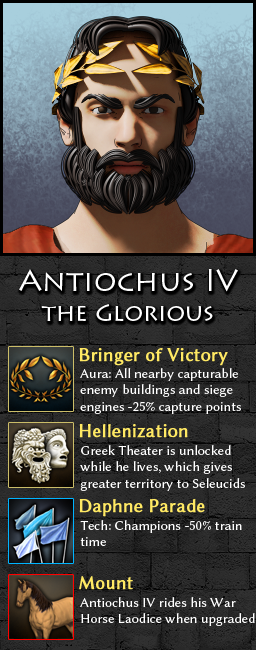 Antiochus IV
the Glorious
Bringer of Victory
Aura: All nearby capturable
enemy buildings and siege
engines -25% capture points
Hellenization
Greek Theater is unlocked
while he lives, which gives
greater territory to Seleucids
Daphne Parade
Tech: Champions -50% train
time
Mount
Antiochus IV rides his War
Horse Laodice when upgraded